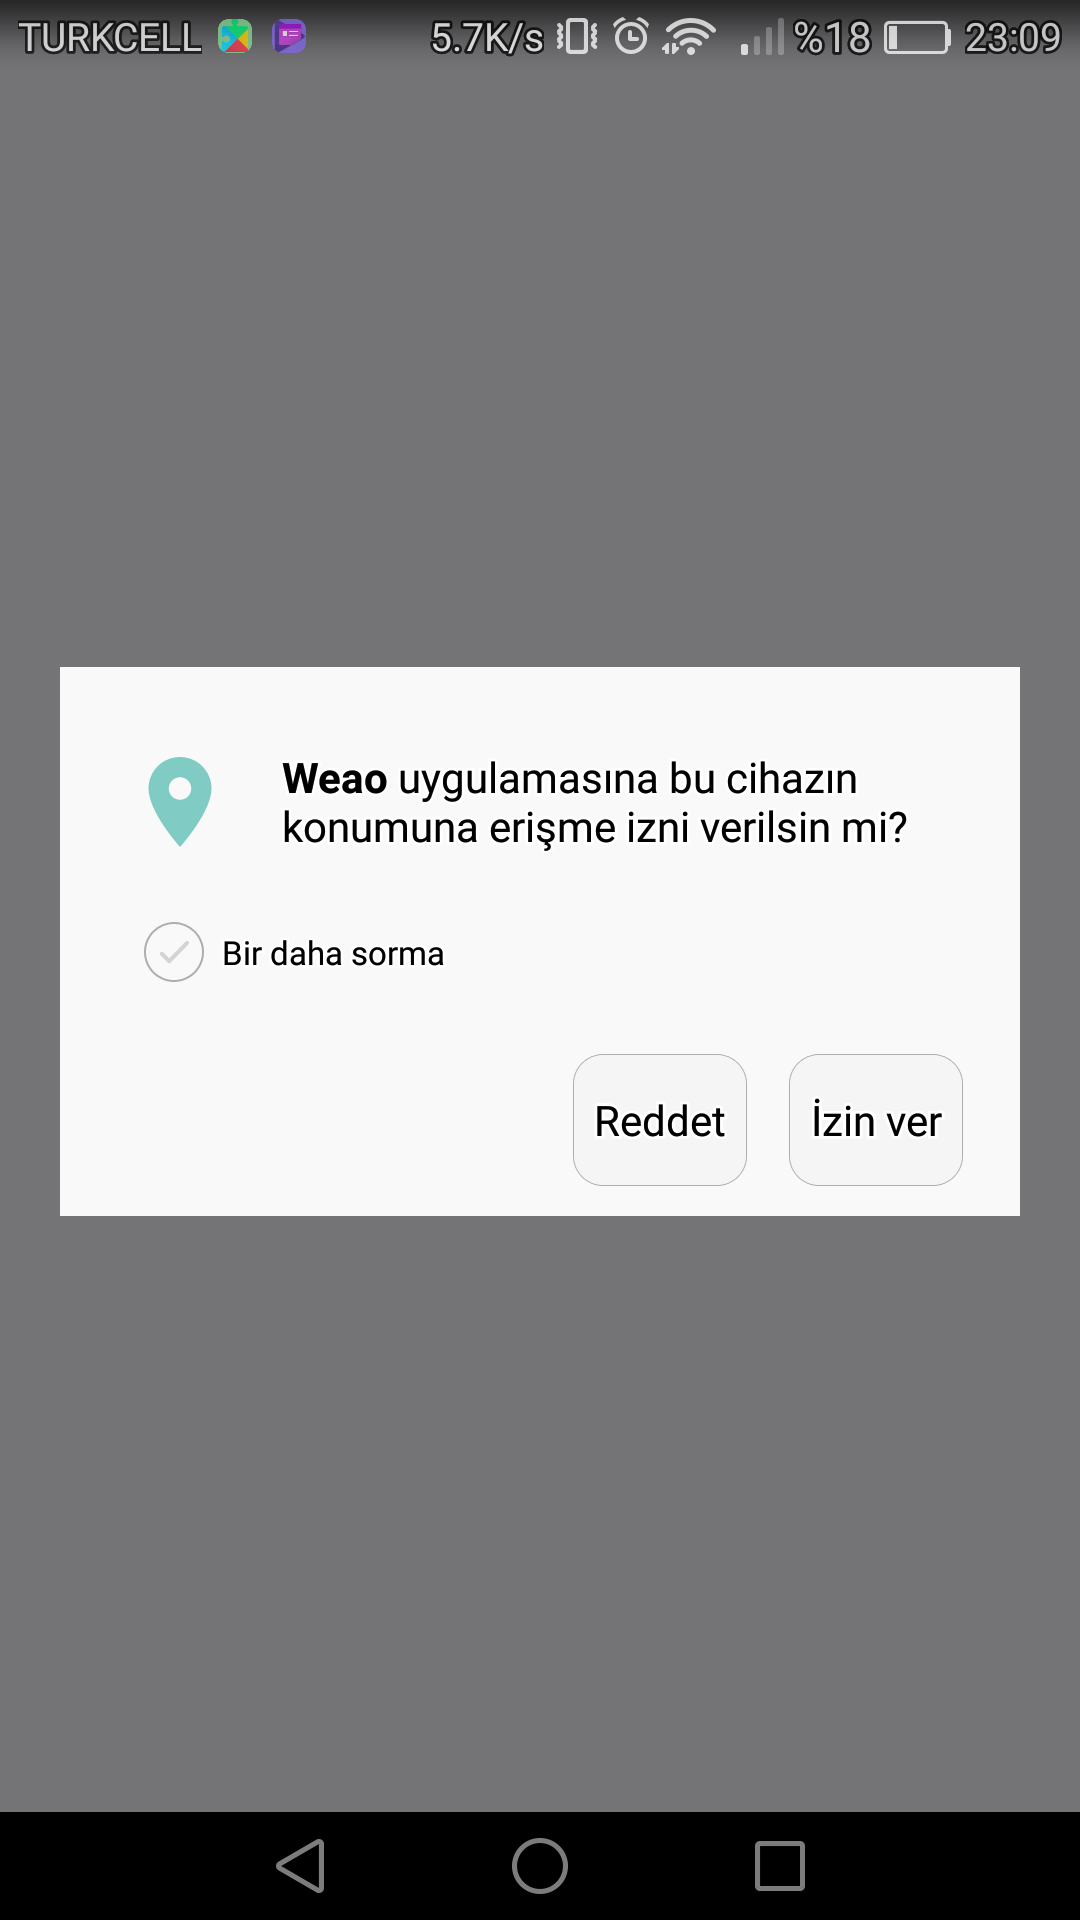 TURKCELL 5.7K/s %18 23:09
Weao uygulamasına bu cihazın
konumuna erişme izni verilsin mi?
Bir daha sorma
Reddet İzin ver